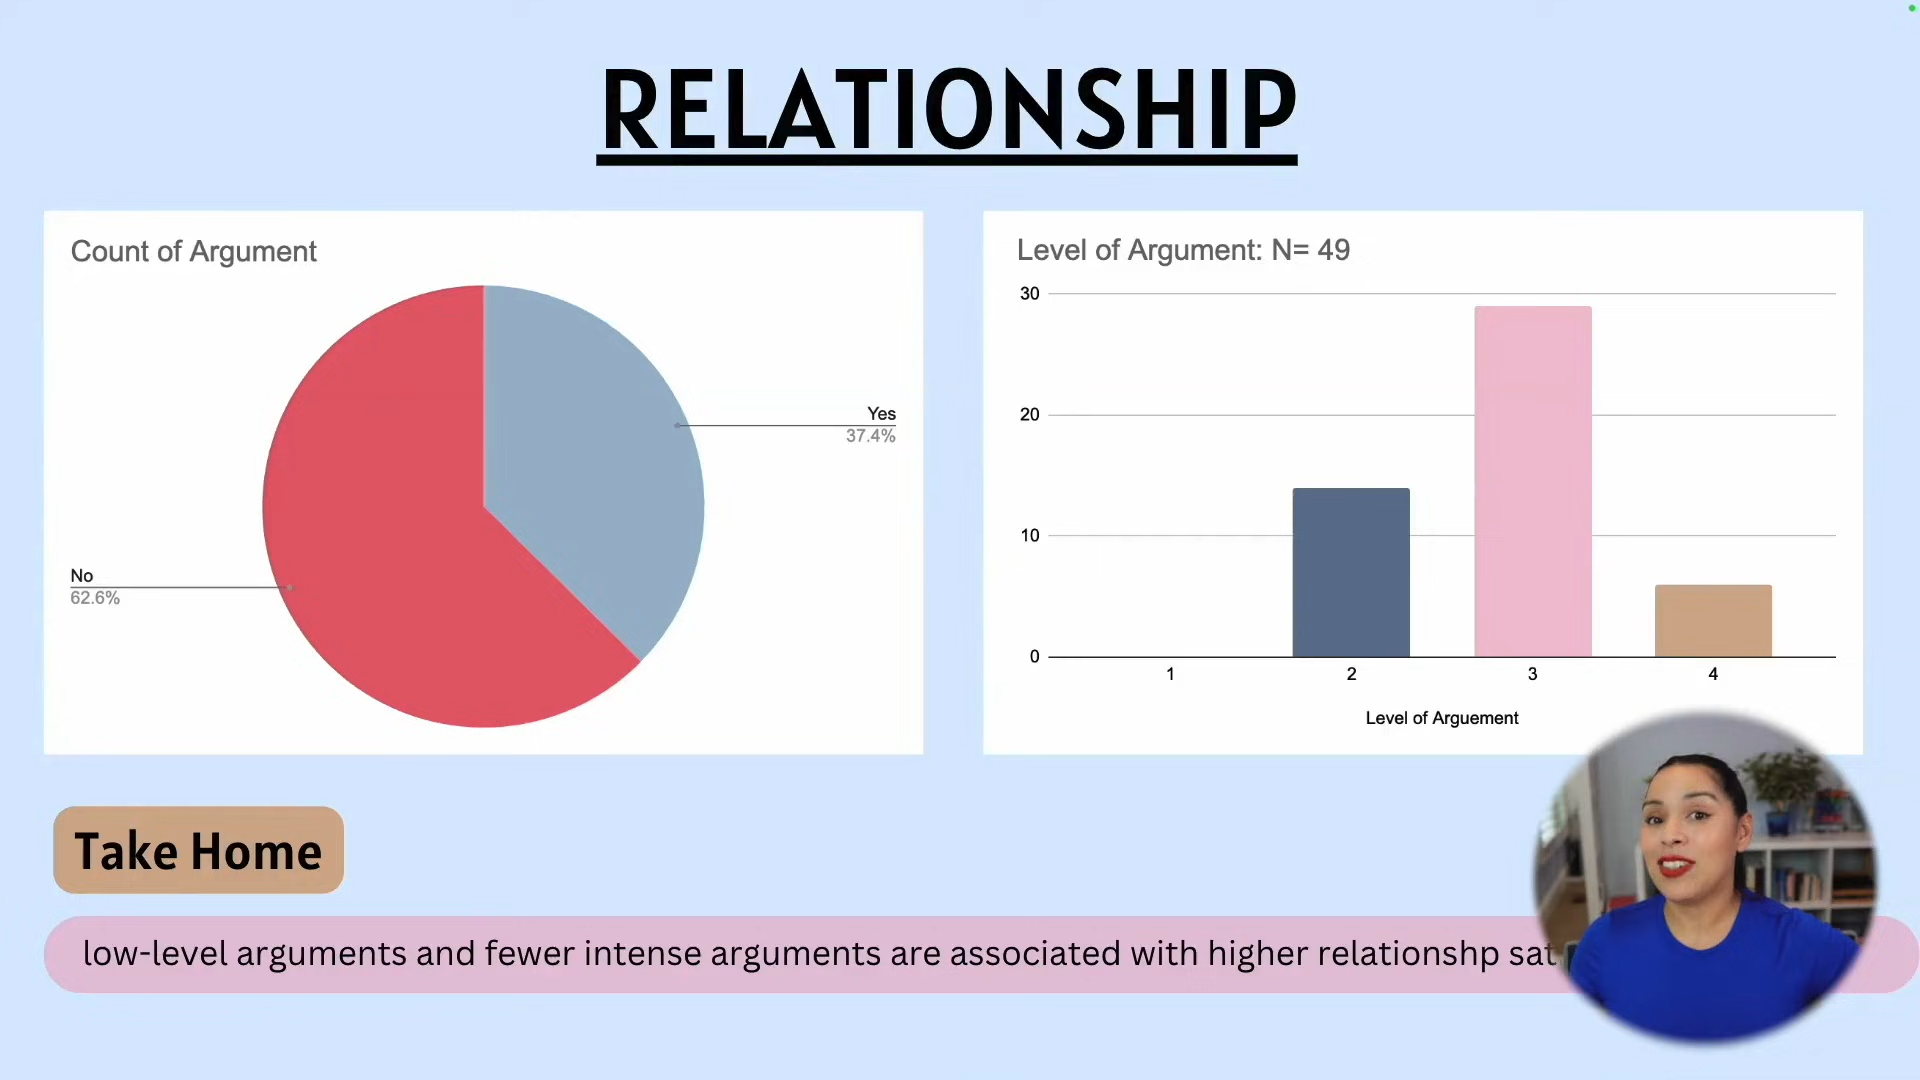 RELATIONSHIP
Count of Argument
Yes
37.4%
No
62.6%
Level of Argument: N= 49
30
20
10
0
1 2 3 4
Level of Arguement
Take Home
low-level arguments and fewer intense arguments are associated with higher relationshp